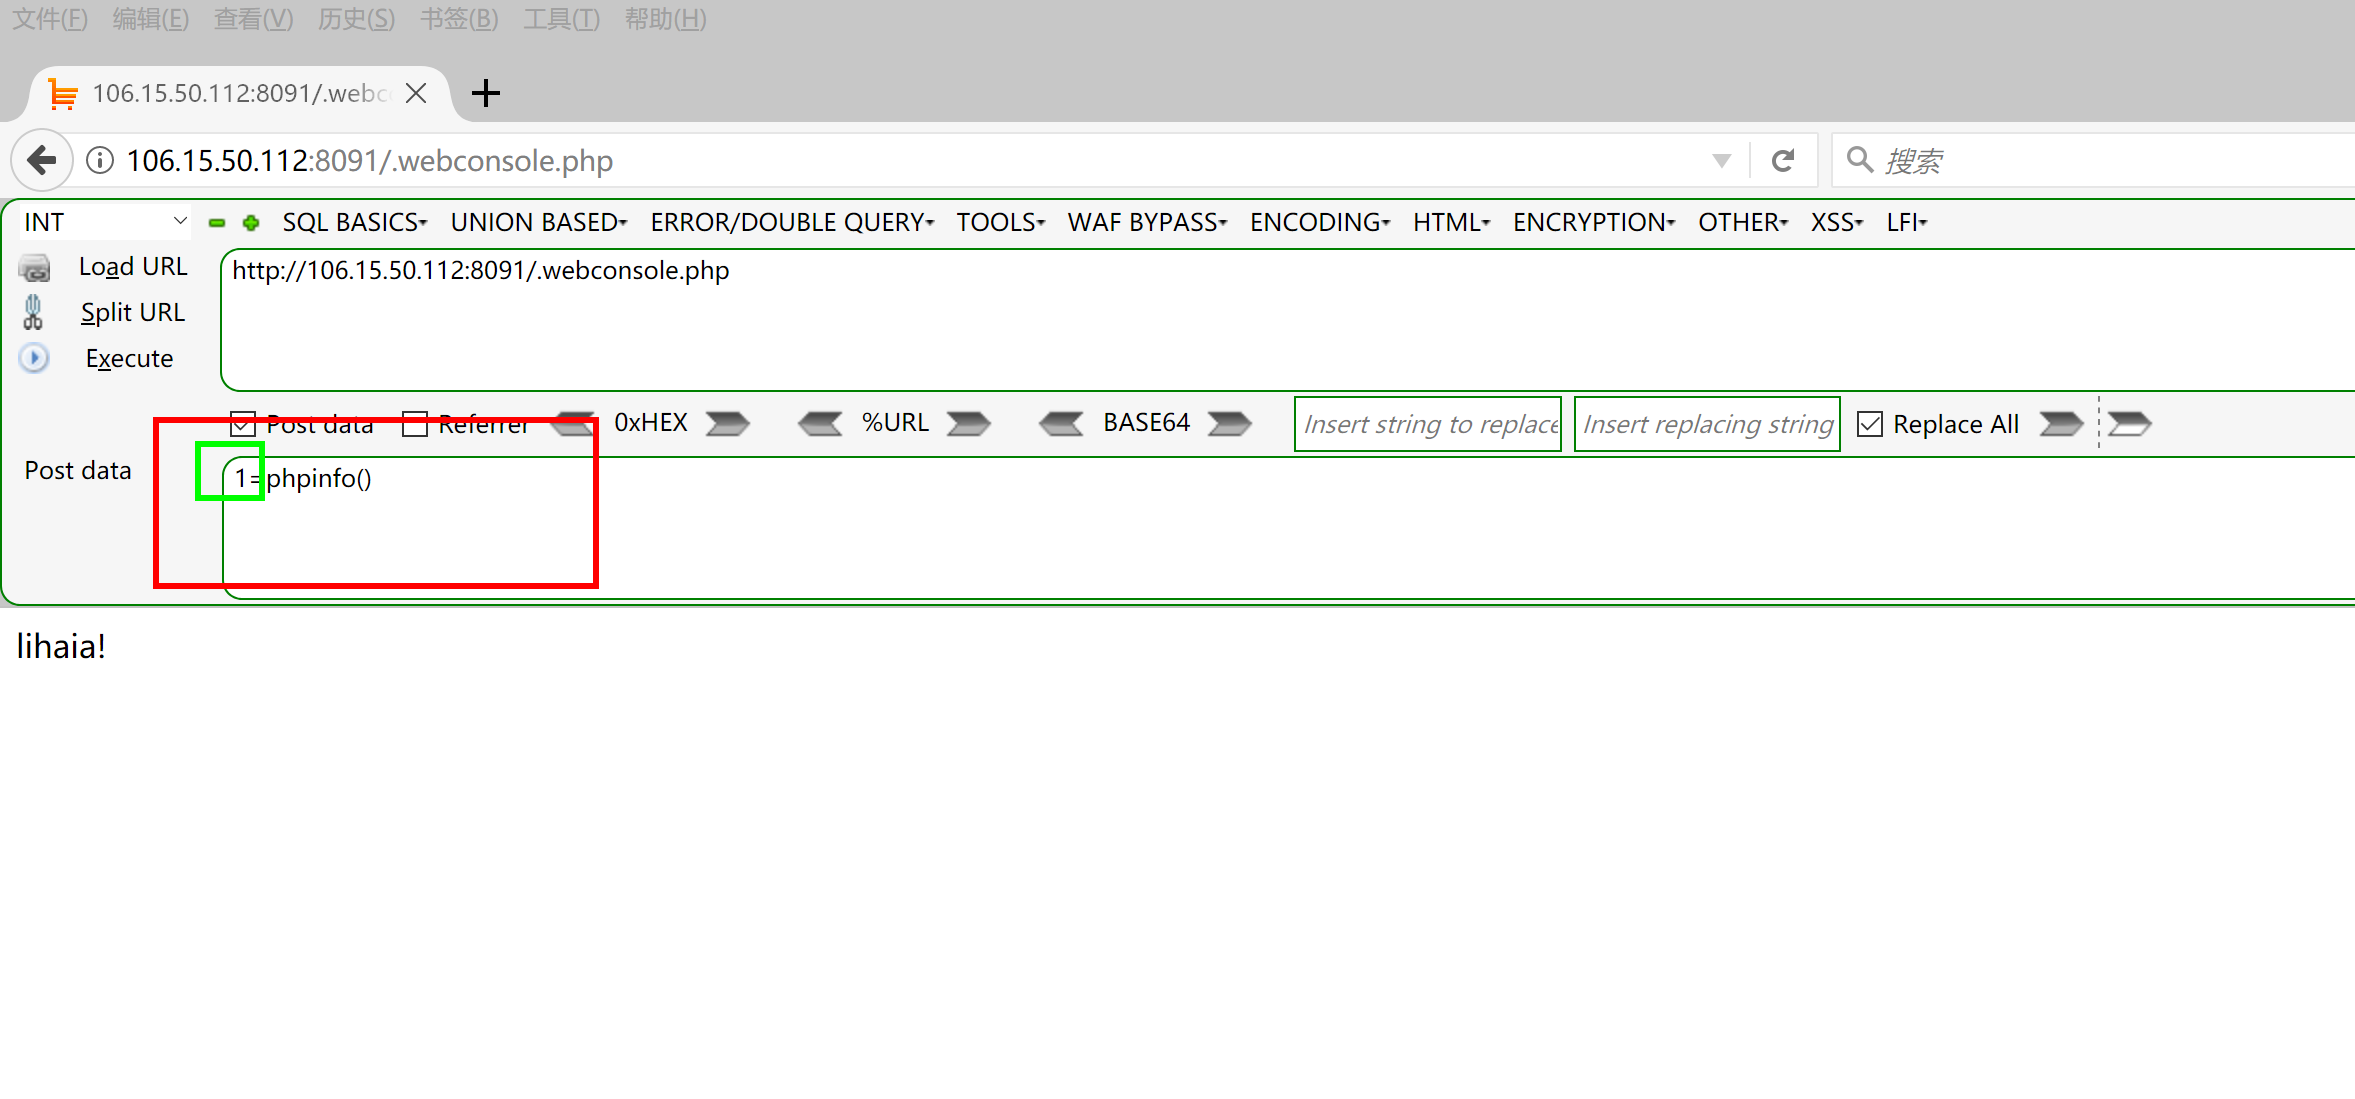 文件(F) 编辑(E) 查看(V) 历史(S) 书签(B) 工具(T) 帮助(H)
106.15.50.112:8091/.webc
106.15.50.112:8091/.webconsole.php
搜索
INT SQL BASICS UNION BASED ERROR/DOUBLE QUERY TOOLS WAF BYPASS ENCODING HTML ENCRYPTION OTHER XSS LFI
Load URL http://106.15.50.112:8091/.webconsole.php
Split URL
Execute
Post data Referrer 0xHEX %URL BASE64 Insert string to replace Insert replacing string Replace All
Post data 1=phpinfo()
lihaia!